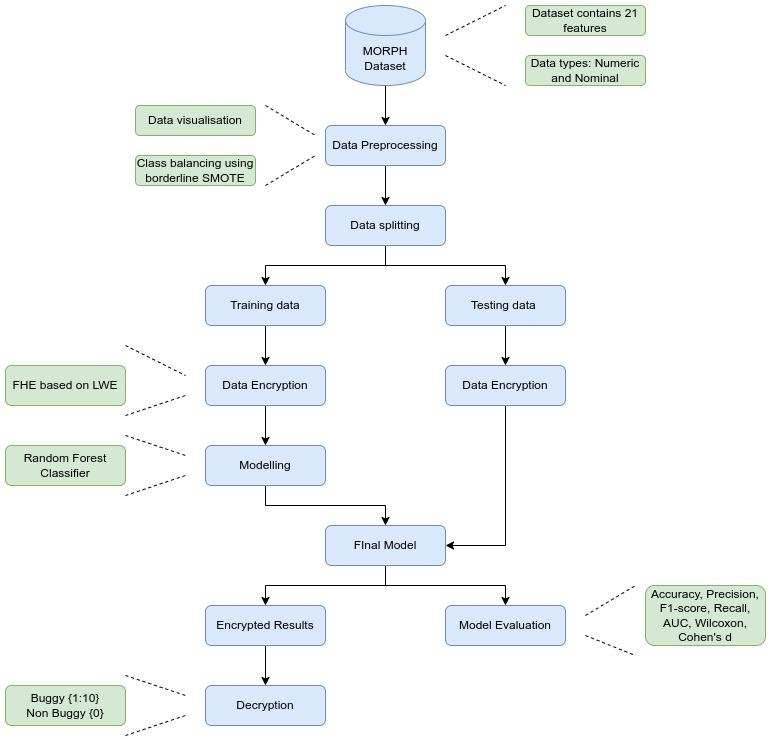 Dataset contains 21
features
MORPH
Dataset
Data types: Numeric
and Nominal
Data visualisation
Data Preprocessing
Class balancing using
borderline SMOTE
Data splitting
Training data
Testing data
FHE based on LWE
Data Encryption
Data Encryption
Random Forest
Classifier
Modelling
FInal Model
Encrypted Results
Model Evaluation
Accuracy, Precision,
F1-score, Recall,
AUC, Wilcoxon,
Cohen's d
Buggy {1:10}
Non Buggy {0}
Decryption